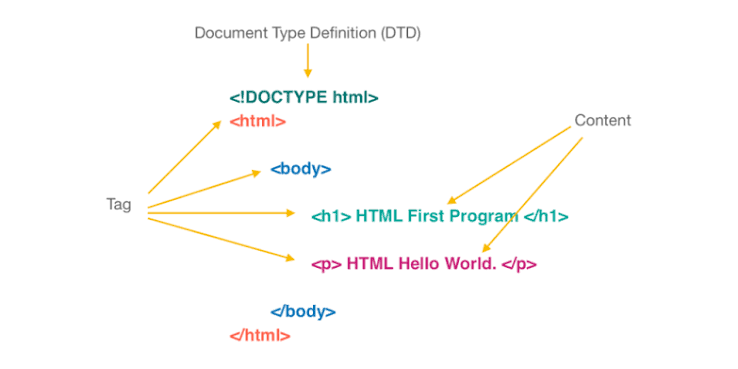 Document Type Definition (DTD)
<!DOCTYPE html>
<html>
Content
<body>
Tag
<h1> HTML First Program </h1>
<p> HTML Hello World. </p>
</body>
</html>